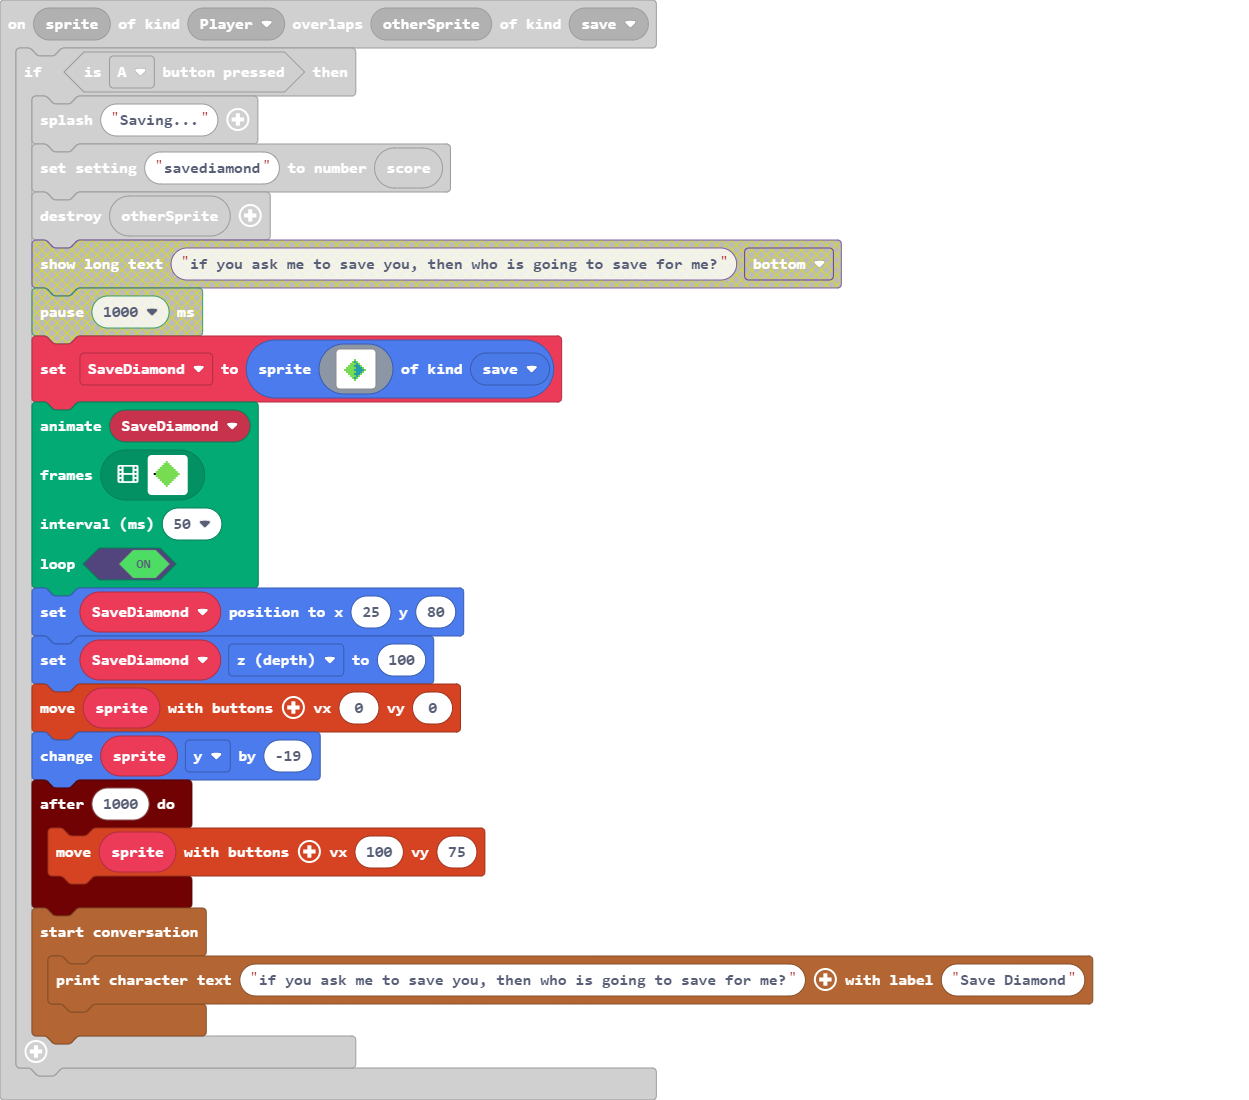 on sprite of kind Player overlaps otherSprite of kind save
if is A button pressed then
splash "Saving..."
set setting "savediamond" to number score
destroy otherSprite
show long text "if you ask me to save you, then who is going to save for me?" bottom
pause 1000 ms
set SaveDiamond to sprite of kind save
animate SaveDiamond
frames
interval (ms) 50
loop ON
set SaveDiamond position to x 25 y 80
set SaveDiamond z (depth) to 100
move sprite with buttons vx 0 vy 0
change sprite y by -19
after 1000 do
move sprite with buttons vx 100 vy 75
start conversation
print character text "if you ask me to save you, then who is going to save for me?" with label "Save Diamond"